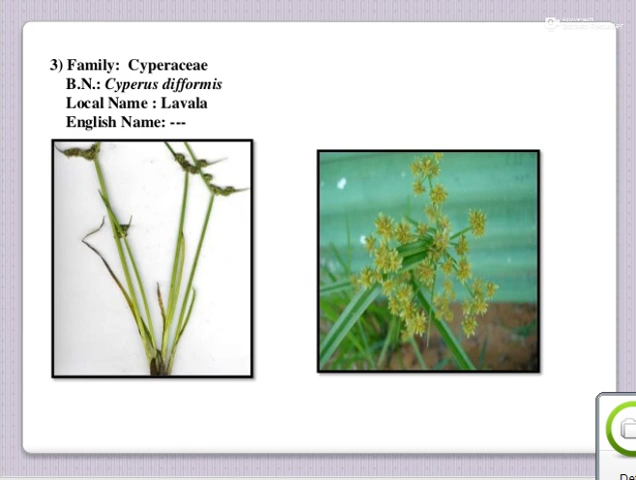 3) Family: Cyperaceae
B.N.: Cyperus difformis
Local Name : Lavala
English Name: ---